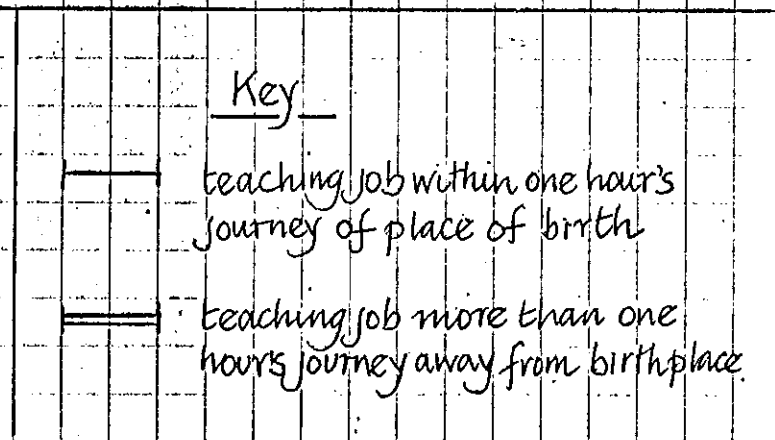 Key
teaching job within one hour's
journey of place of birth
teaching job more than one
hour's journey away from birthplace